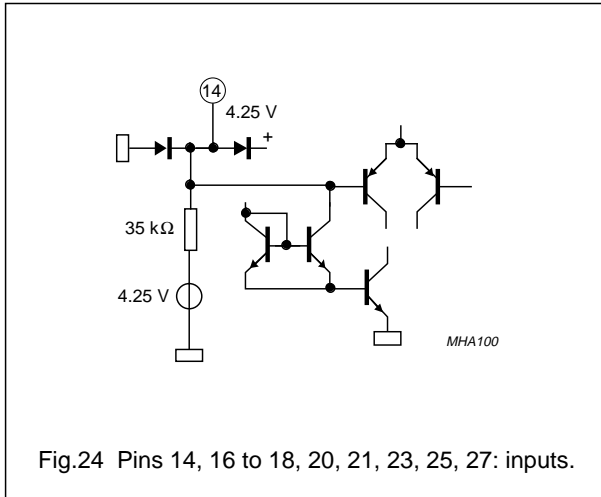 14
4.25 V
+
35 kΩ
4.25 V
MHA100
Fig.24 Pins 14, 16 to 18, 20, 21, 23, 25, 27: inputs.